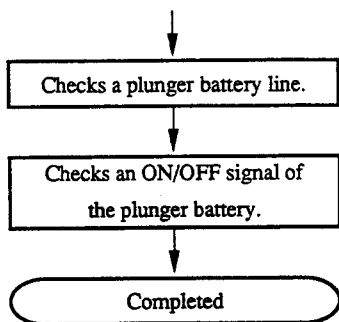 Checks a plunger battery line.
Checks an ON/OFF signal of
the plunger battery.
Completed